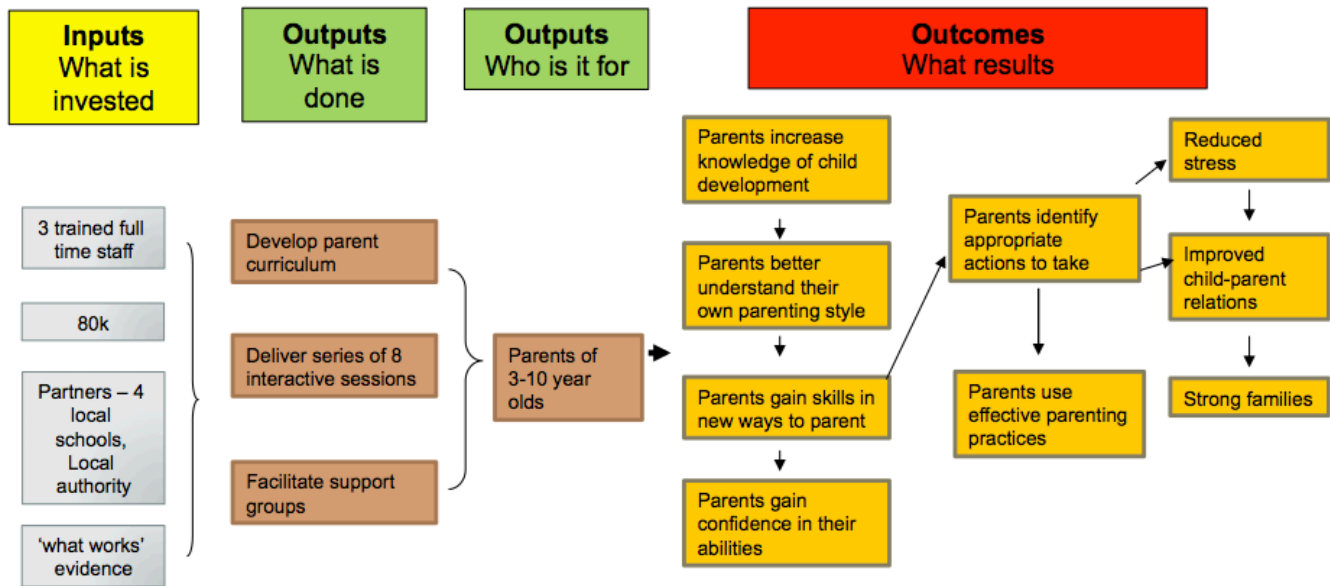 Inputs
What is
invested
Outputs
What is
done
Outputs
Who is it for
Outcomes
What results
3 trained full
time staff
80k
Partners – 4
local
schools,
Local
authority
‘what works’
evidence
Develop parent
curriculum
Deliver series of 8
interactive sessions
Facilitate support
groups
Parents of
3-10 year
olds
Parents increase
knowledge of child
development
Parents better
understand their
own parenting style
Parents gain skills in
new ways to parent
Parents gain
confidence in their
abilities
Parents identify
appropriate
actions to take
Parents use
effective parenting
practices
Reduced
stress
Improved
child-parent
relations
Strong families